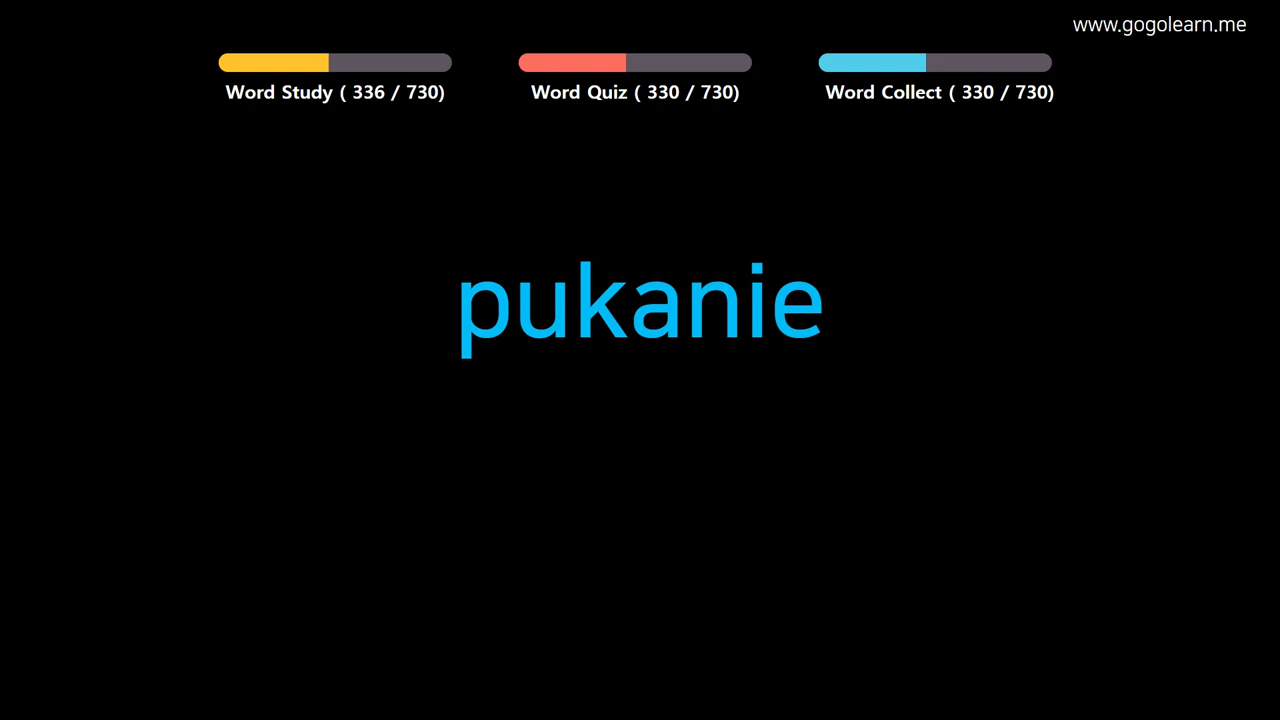 www.gogolearn.me
Word Study ( 336 / 730)
Word Quiz ( 330 / 730)
Word Collect ( 330 / 730)
pukanie